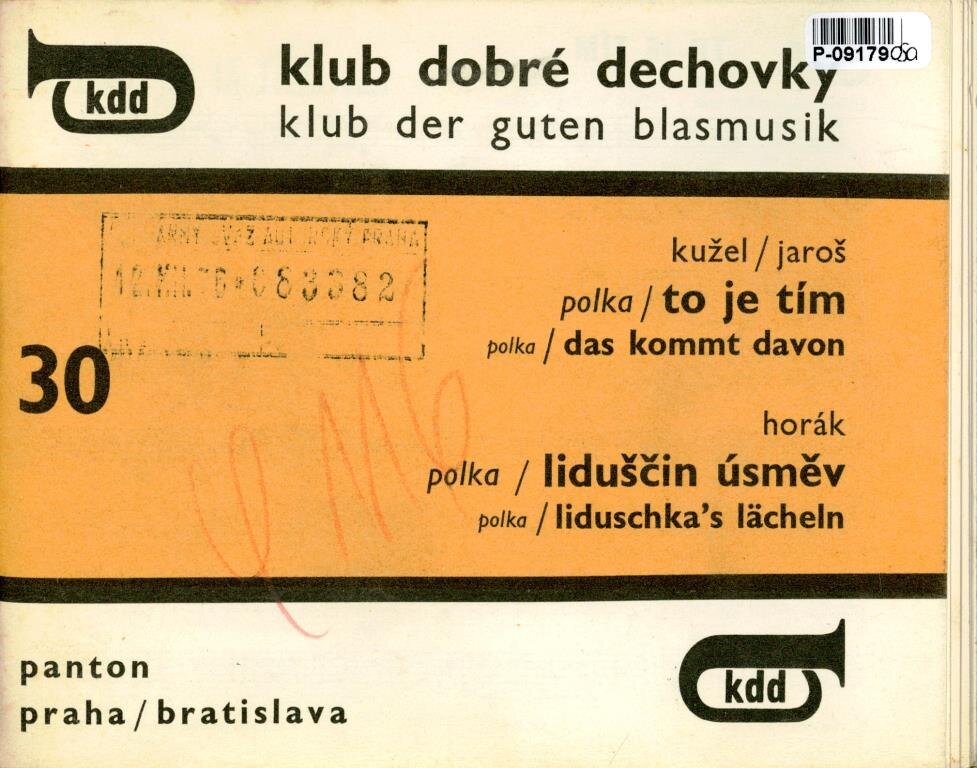 kdd
klub dobré dechovky
klub der guten blasmusik
P-09179
083382
30
kužel / jaroš
polka / to je tím
polka / das kommt davon
horák
polka / liduščin úsměv
polka / liduschka's lächeln
panton
praha / bratislava
kdd